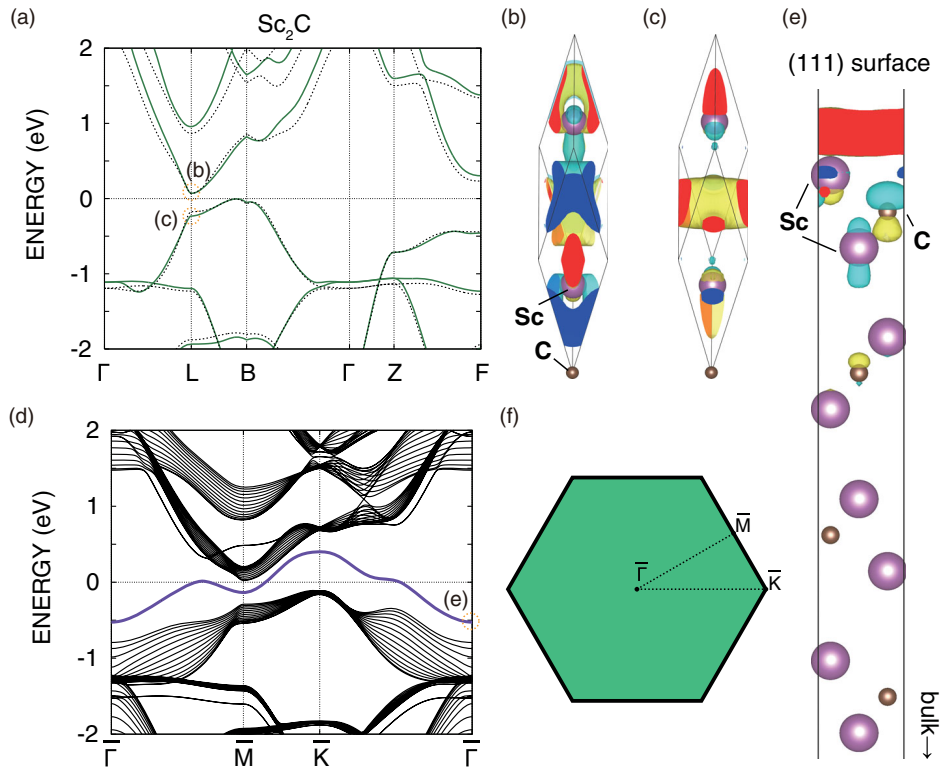 (a)
Sc₂C
ENERGY (eV)
2
1
0
-1
-2
(b)
(c)
Γ L B Γ Z F
(b)
Sc
C
(c)
(e)
(111) surface
Sc
C
bulk→
(d)
ENERGY (eV)
2
1
0
-1
-2
(e)
Γ̅ M̅ K̅ Γ̅
(f)
M̅
Γ̅
K̅